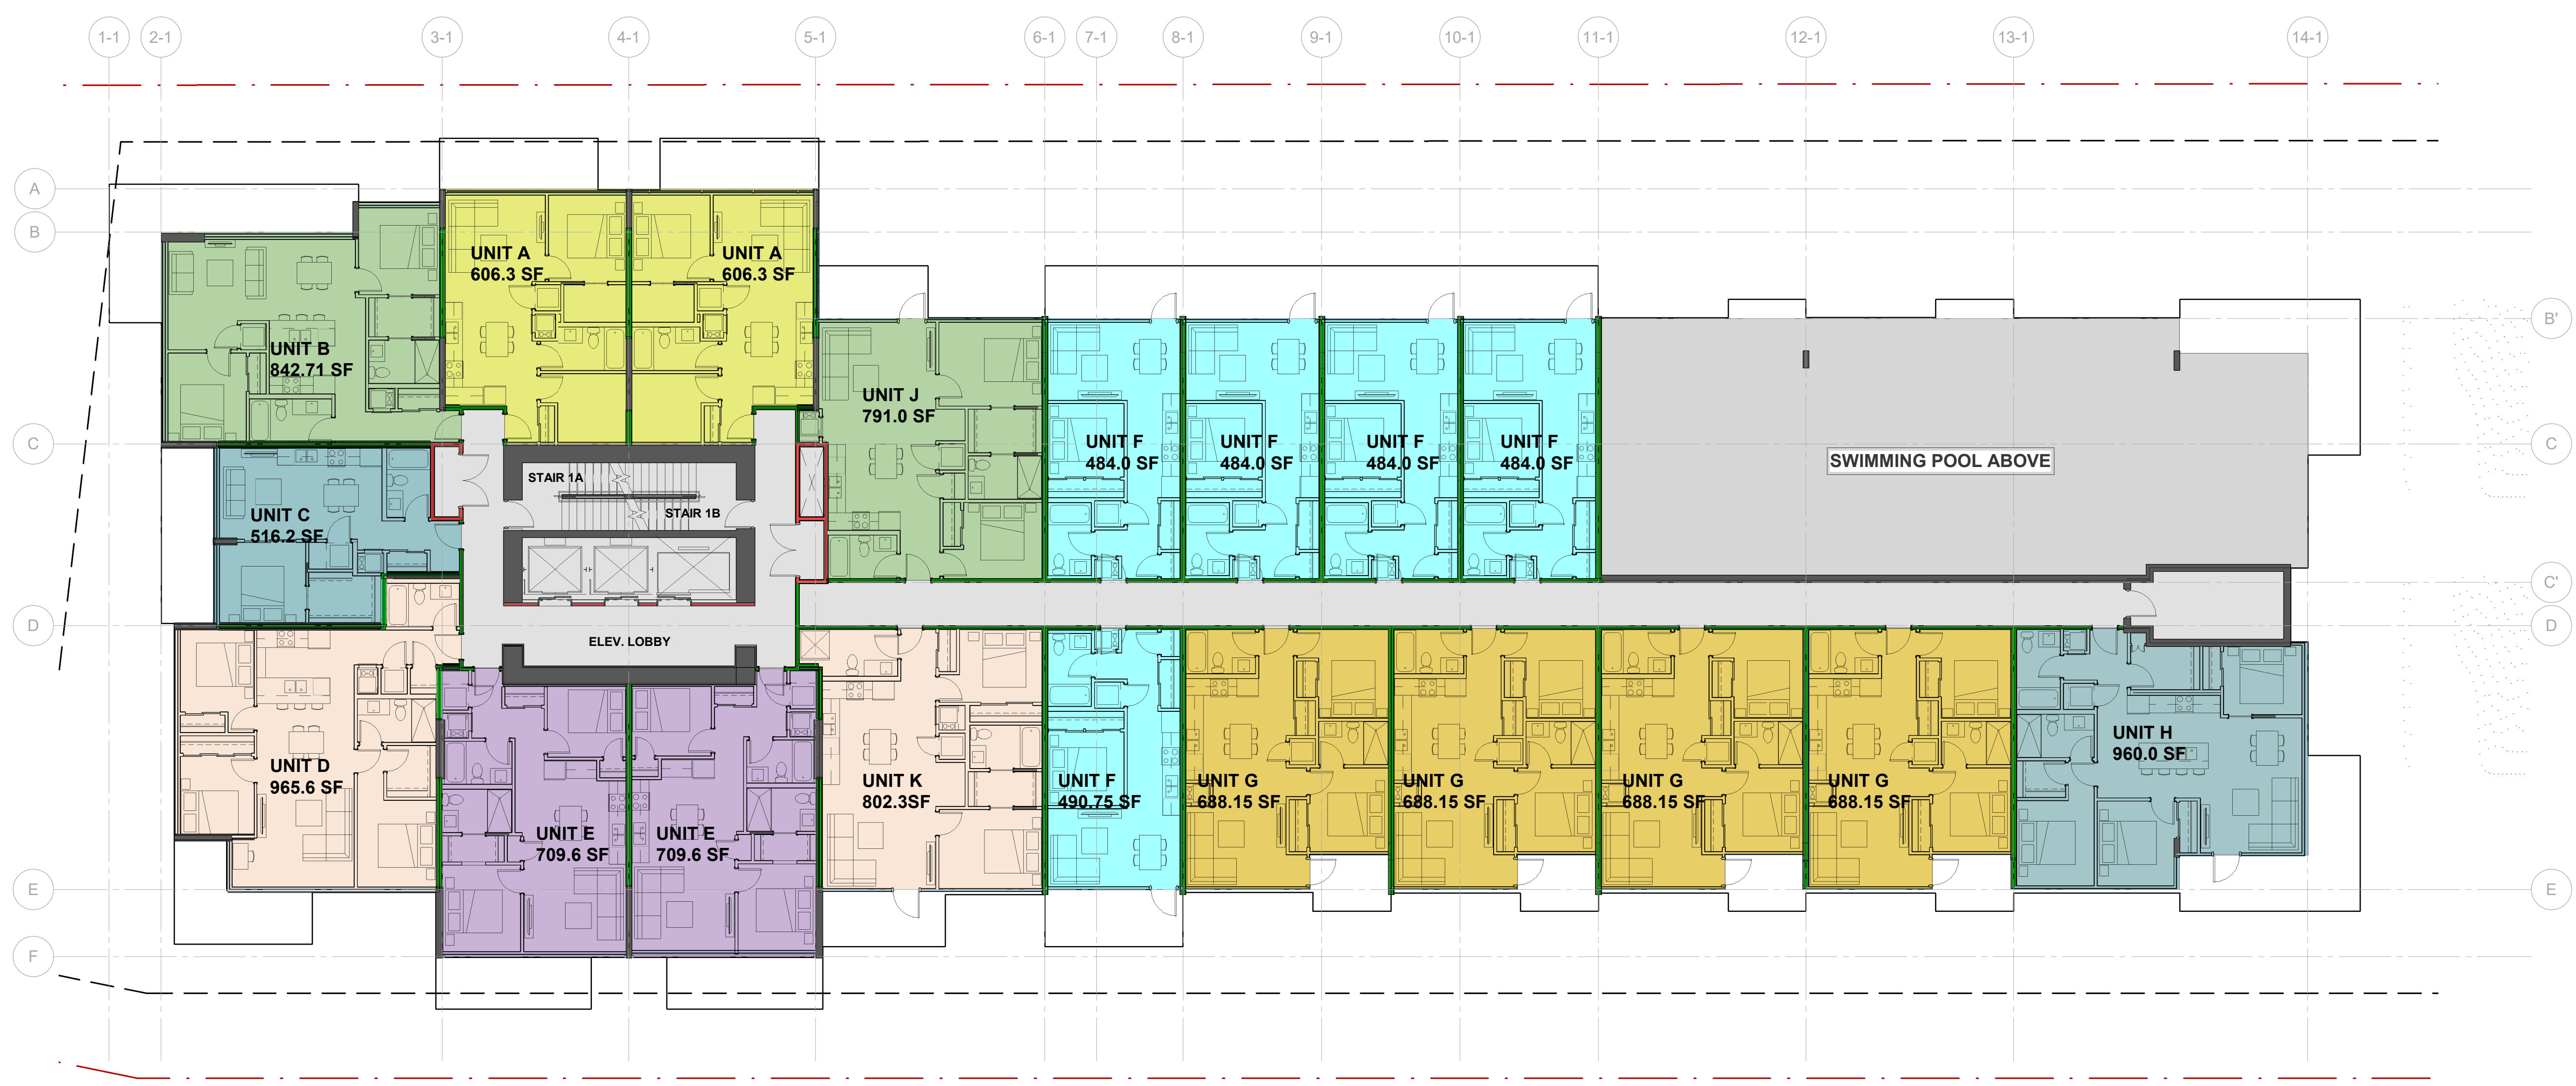 1-1
2-1
3-1
4-1
5-1
6-1
7-1
8-1
9-1
10-1
11-1
12-1
13-1
14-1
A
B
UNIT A
606.3 SF
UNIT A
606.3 SF
B'
UNIT B
842.71 SF
UNIT J
791.0 SF
C
UNIT F
484.0 SF
UNIT F
484.0 SF
UNIT F
484.0 SF
UNIT F
484.0 SF
SWIMMING POOL ABOVE
C
STAIR 1A
STAIR 1B
UNIT C
516.2 SF
C'
D
ELEV. LOBBY
D
UNIT D
965.6 SF
UNIT E
709.6 SF
UNIT E
709.6 SF
UNIT K
802.3SF
UNIT F
490.75 SF
UNIT G
688.15 SF
UNIT G
688.15 SF
UNIT G
688.15 SF
UNIT G
688.15 SF
UNIT H
960.0 SF
E
E
F